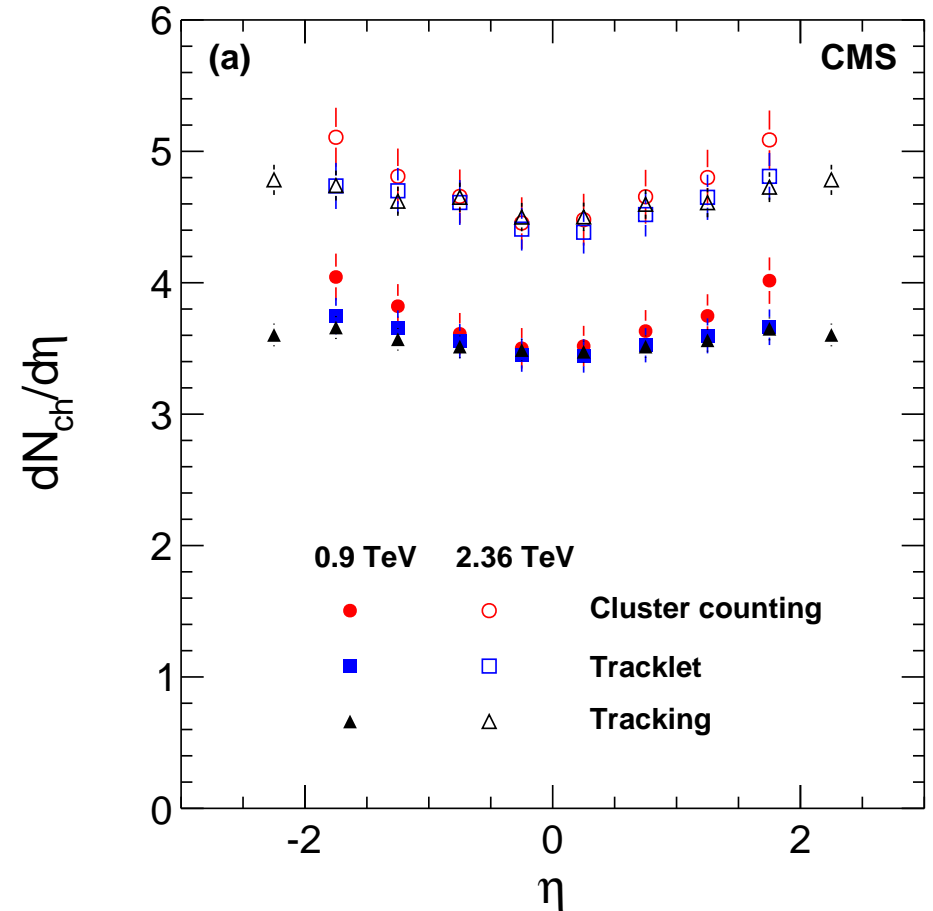 (a) CMS
6
5
4
3
2
1
0
dN_ch/dη
0.9 TeV 2.36 TeV
Cluster counting
Tracklet
Tracking
-2 0 2
η